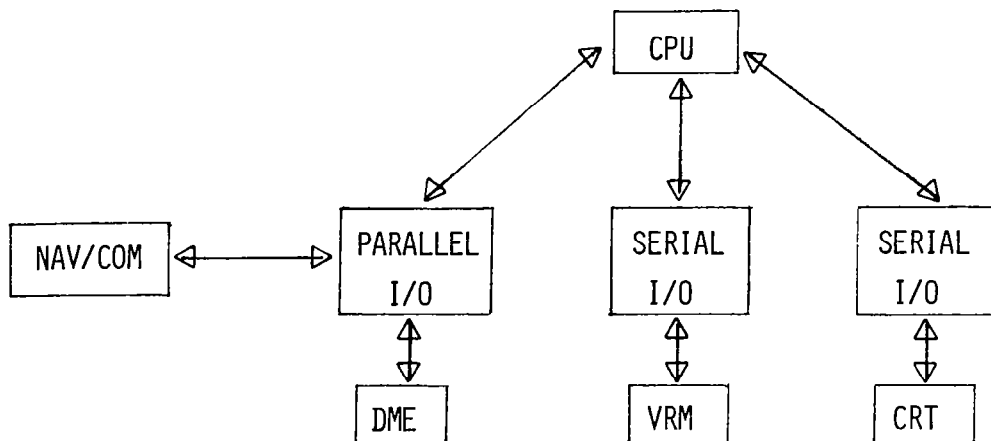 CPU
NAV/COM
PARALLEL
I/O
SERIAL
I/O
SERIAL
I/O
DME
VRM
CRT